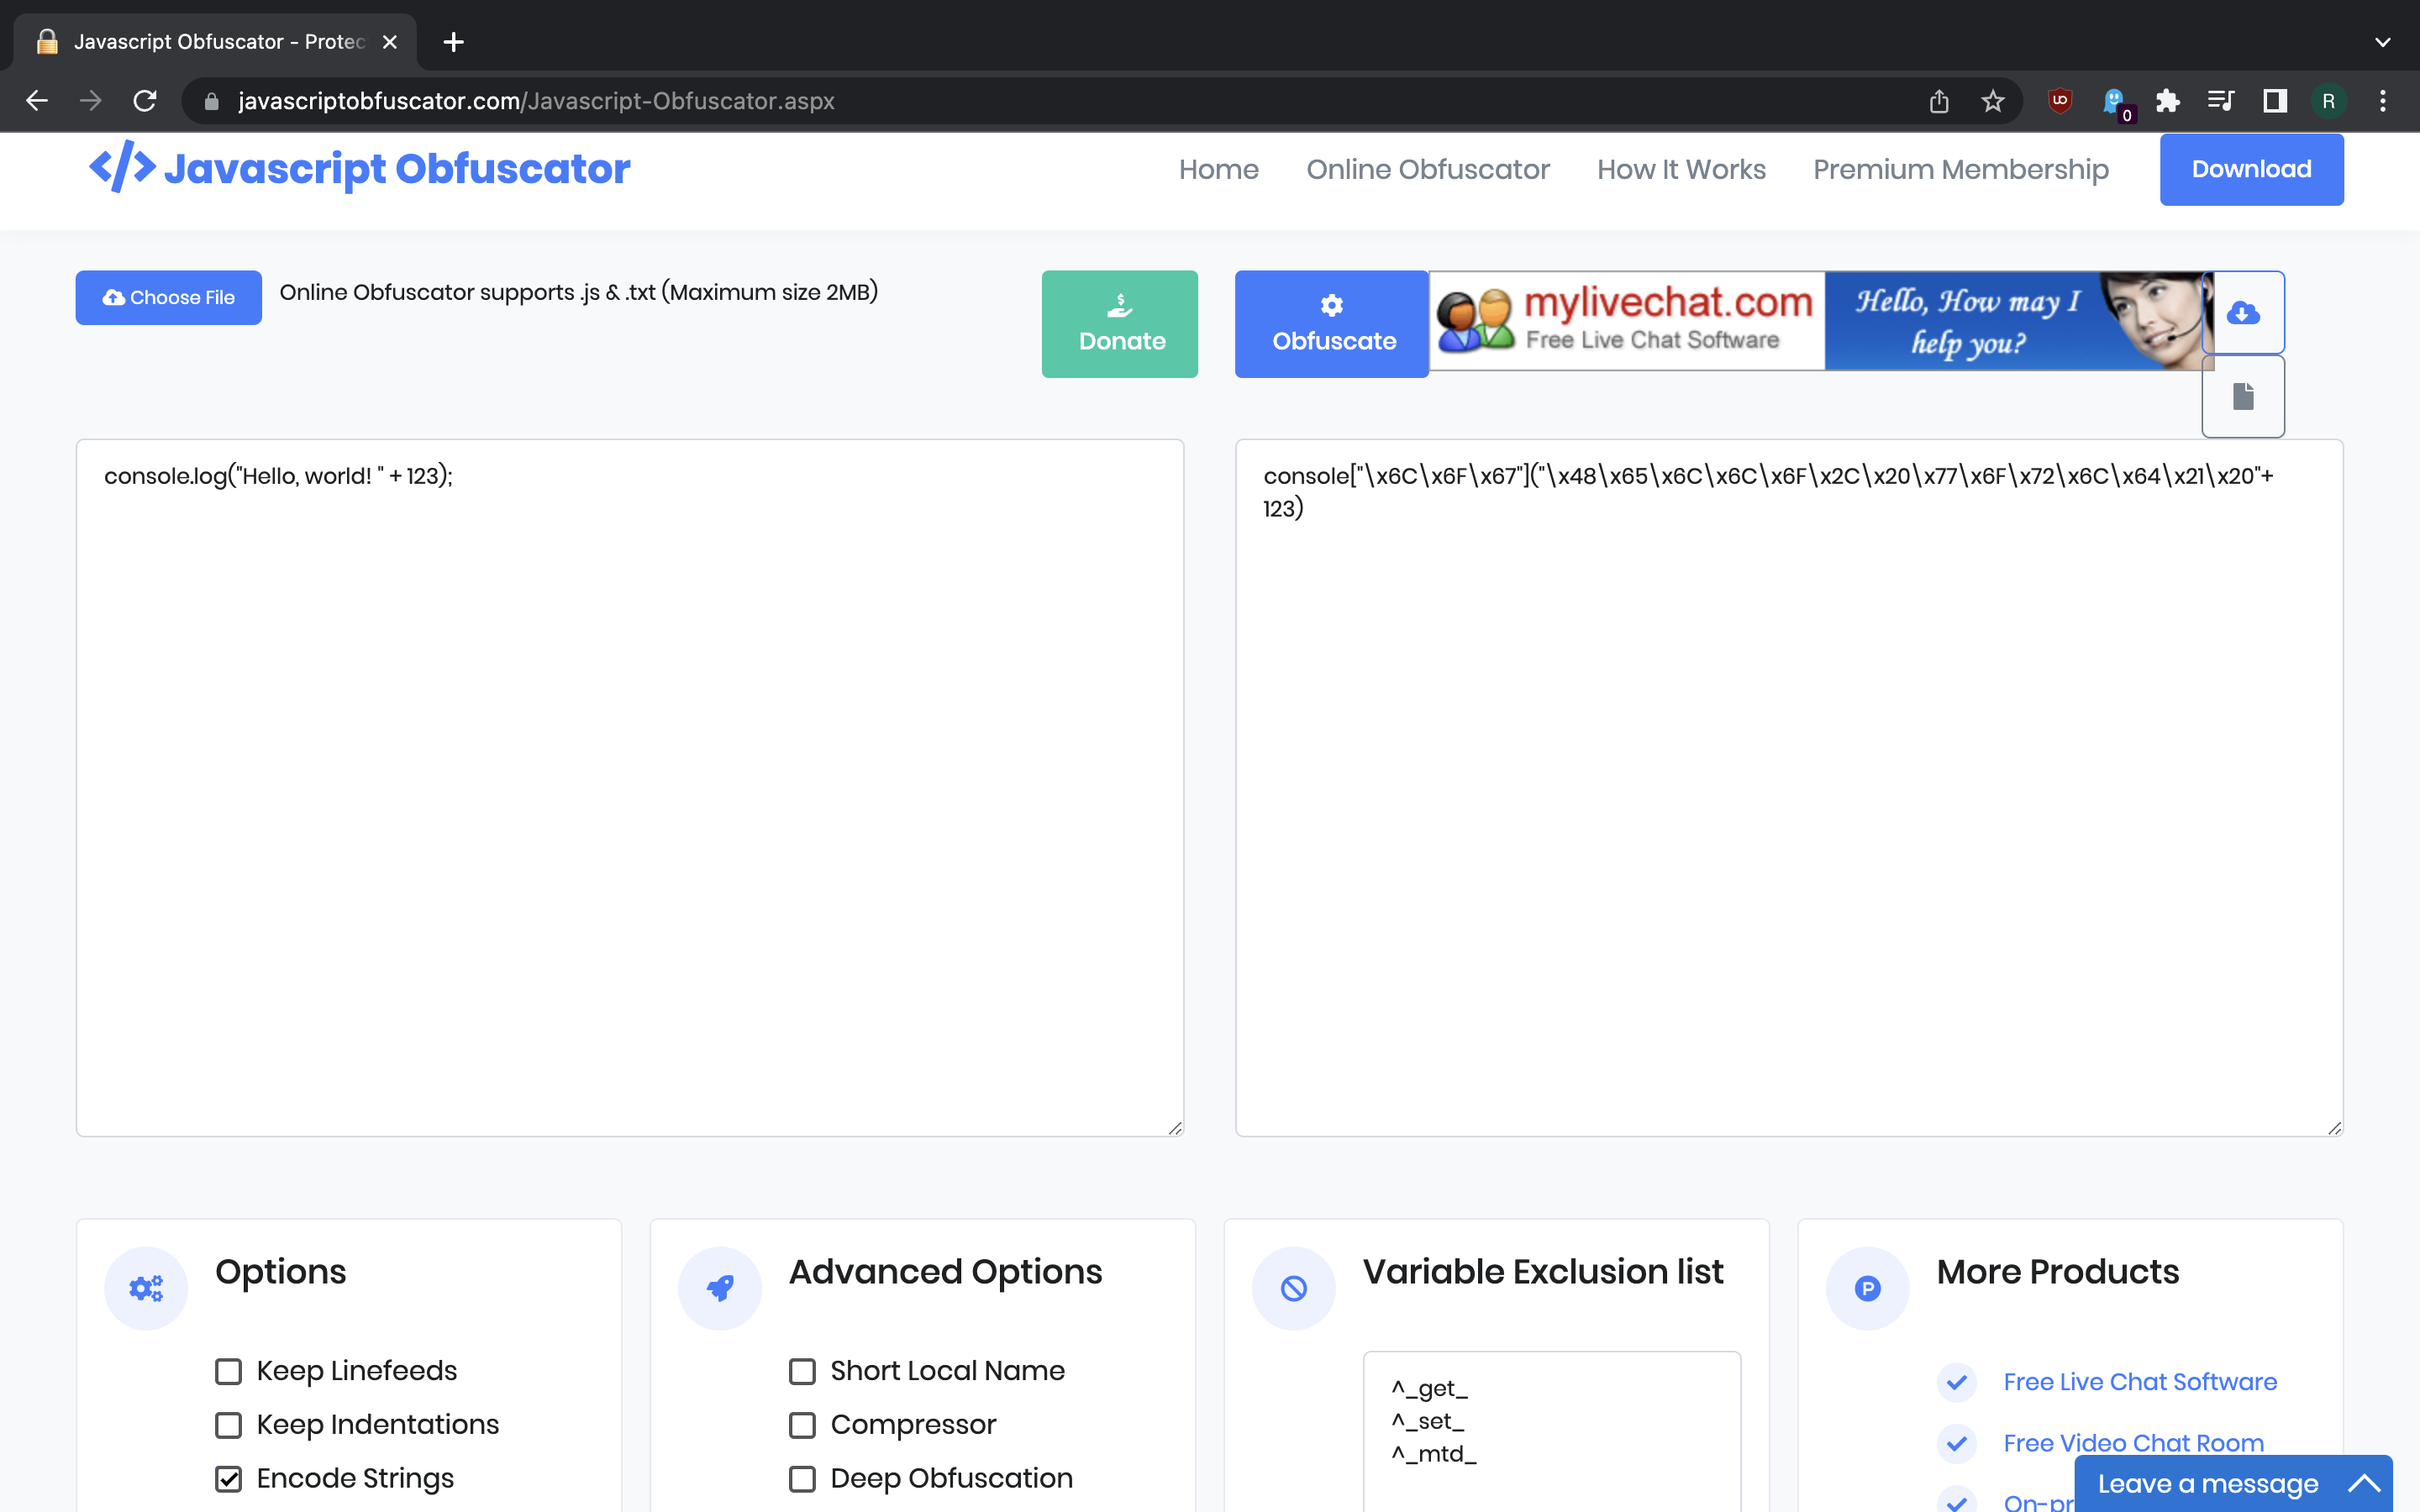 Javascript Obfuscator - Protec
javascriptobfuscator.com/Javascript-Obfuscator.aspx
UD
0
R
</> Javascript Obfuscator
Home
Online Obfuscator
How It Works
Premium Membership
Download
Choose File
Online Obfuscator supports .js & .txt (Maximum size 2MB)
$
Donate
Obfuscate
mylivechat.com
Free Live Chat Software
Hello, How may I
help you?
console.log("Hello, world! " + 123);
console["\x6C\x6F\x67"]("\x48\x65\x6C\x6C\x6F\x2C\x20\x77\x6F\x72\x6C\x64\x21\x20"+
123)
Options
Keep Linefeeds
Keep Indentations
Encode Strings
Advanced Options
Short Local Name
Compressor
Deep Obfuscation
Variable Exclusion list
^_get_
^_set_
^_mtd_
P
More Products
Free Live Chat Software
Free Video Chat Room
On-pr
Leave a message